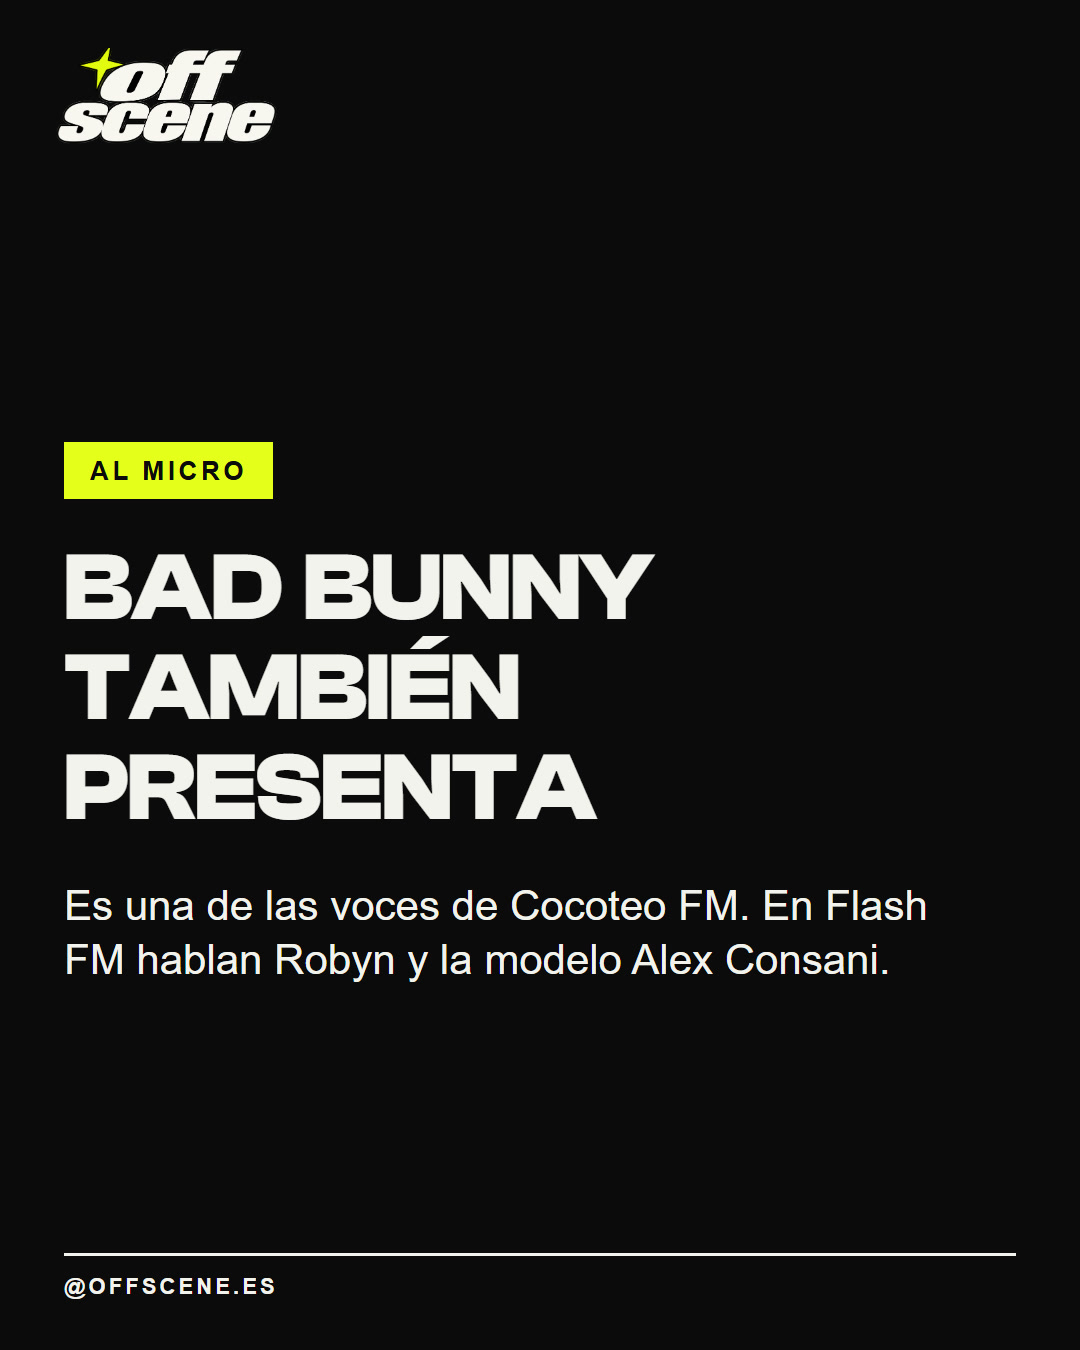 off
scene
AL MICRO
BAD BUNNY
TAMBIÉN
PRESENTA
Es una de las voces de Cocoteo FM. En Flash
FM hablan Robyn y la modelo Alex Consani.
@OFFSCENE.ES